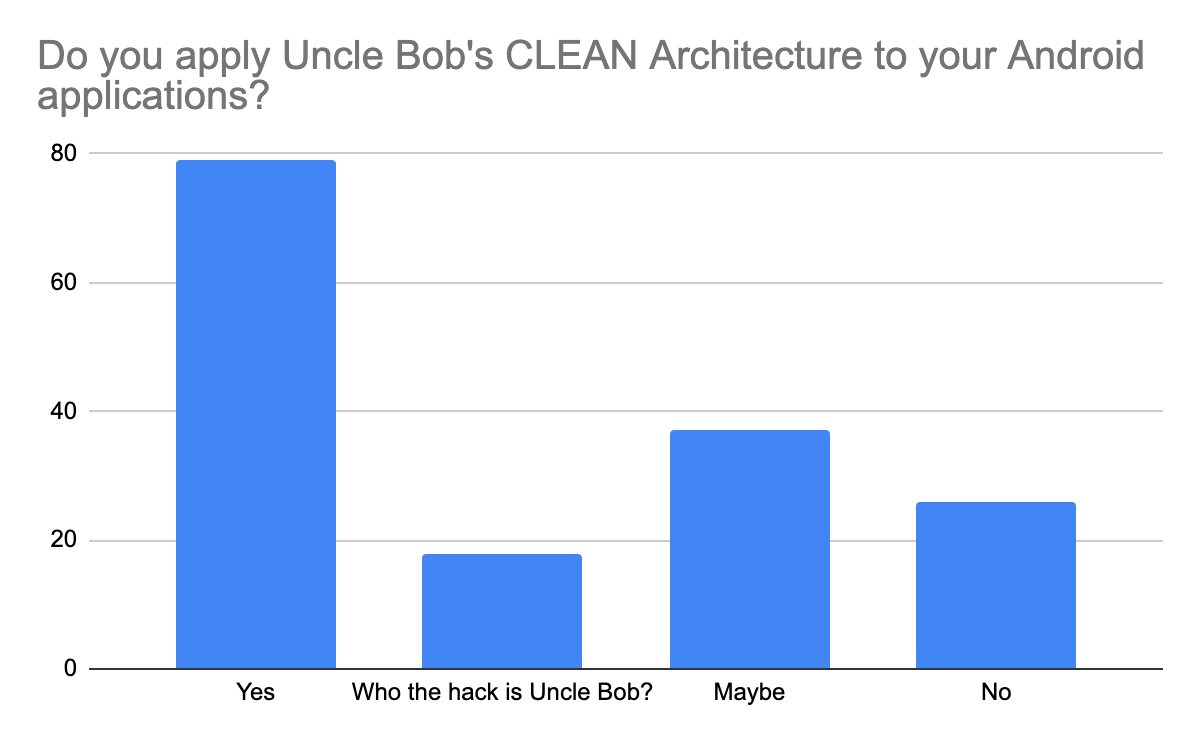 Do you apply Uncle Bob's CLEAN Architecture to your Android
applications?
80
60
40
20
0
Yes
Who the hack is Uncle Bob?
Maybe
No